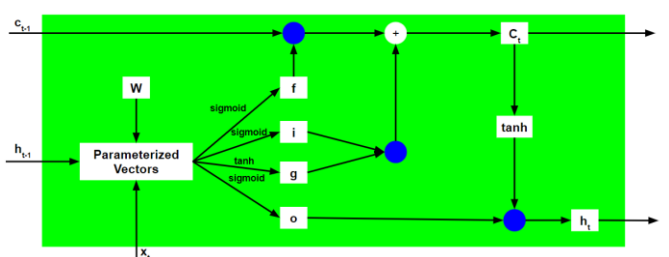 c t-1
+
C t
W
f
sigmoid
sigmoid
i
tanh
h t-1
Parameterized
Vectors
tanh
g
sigmoid
o
h t
x